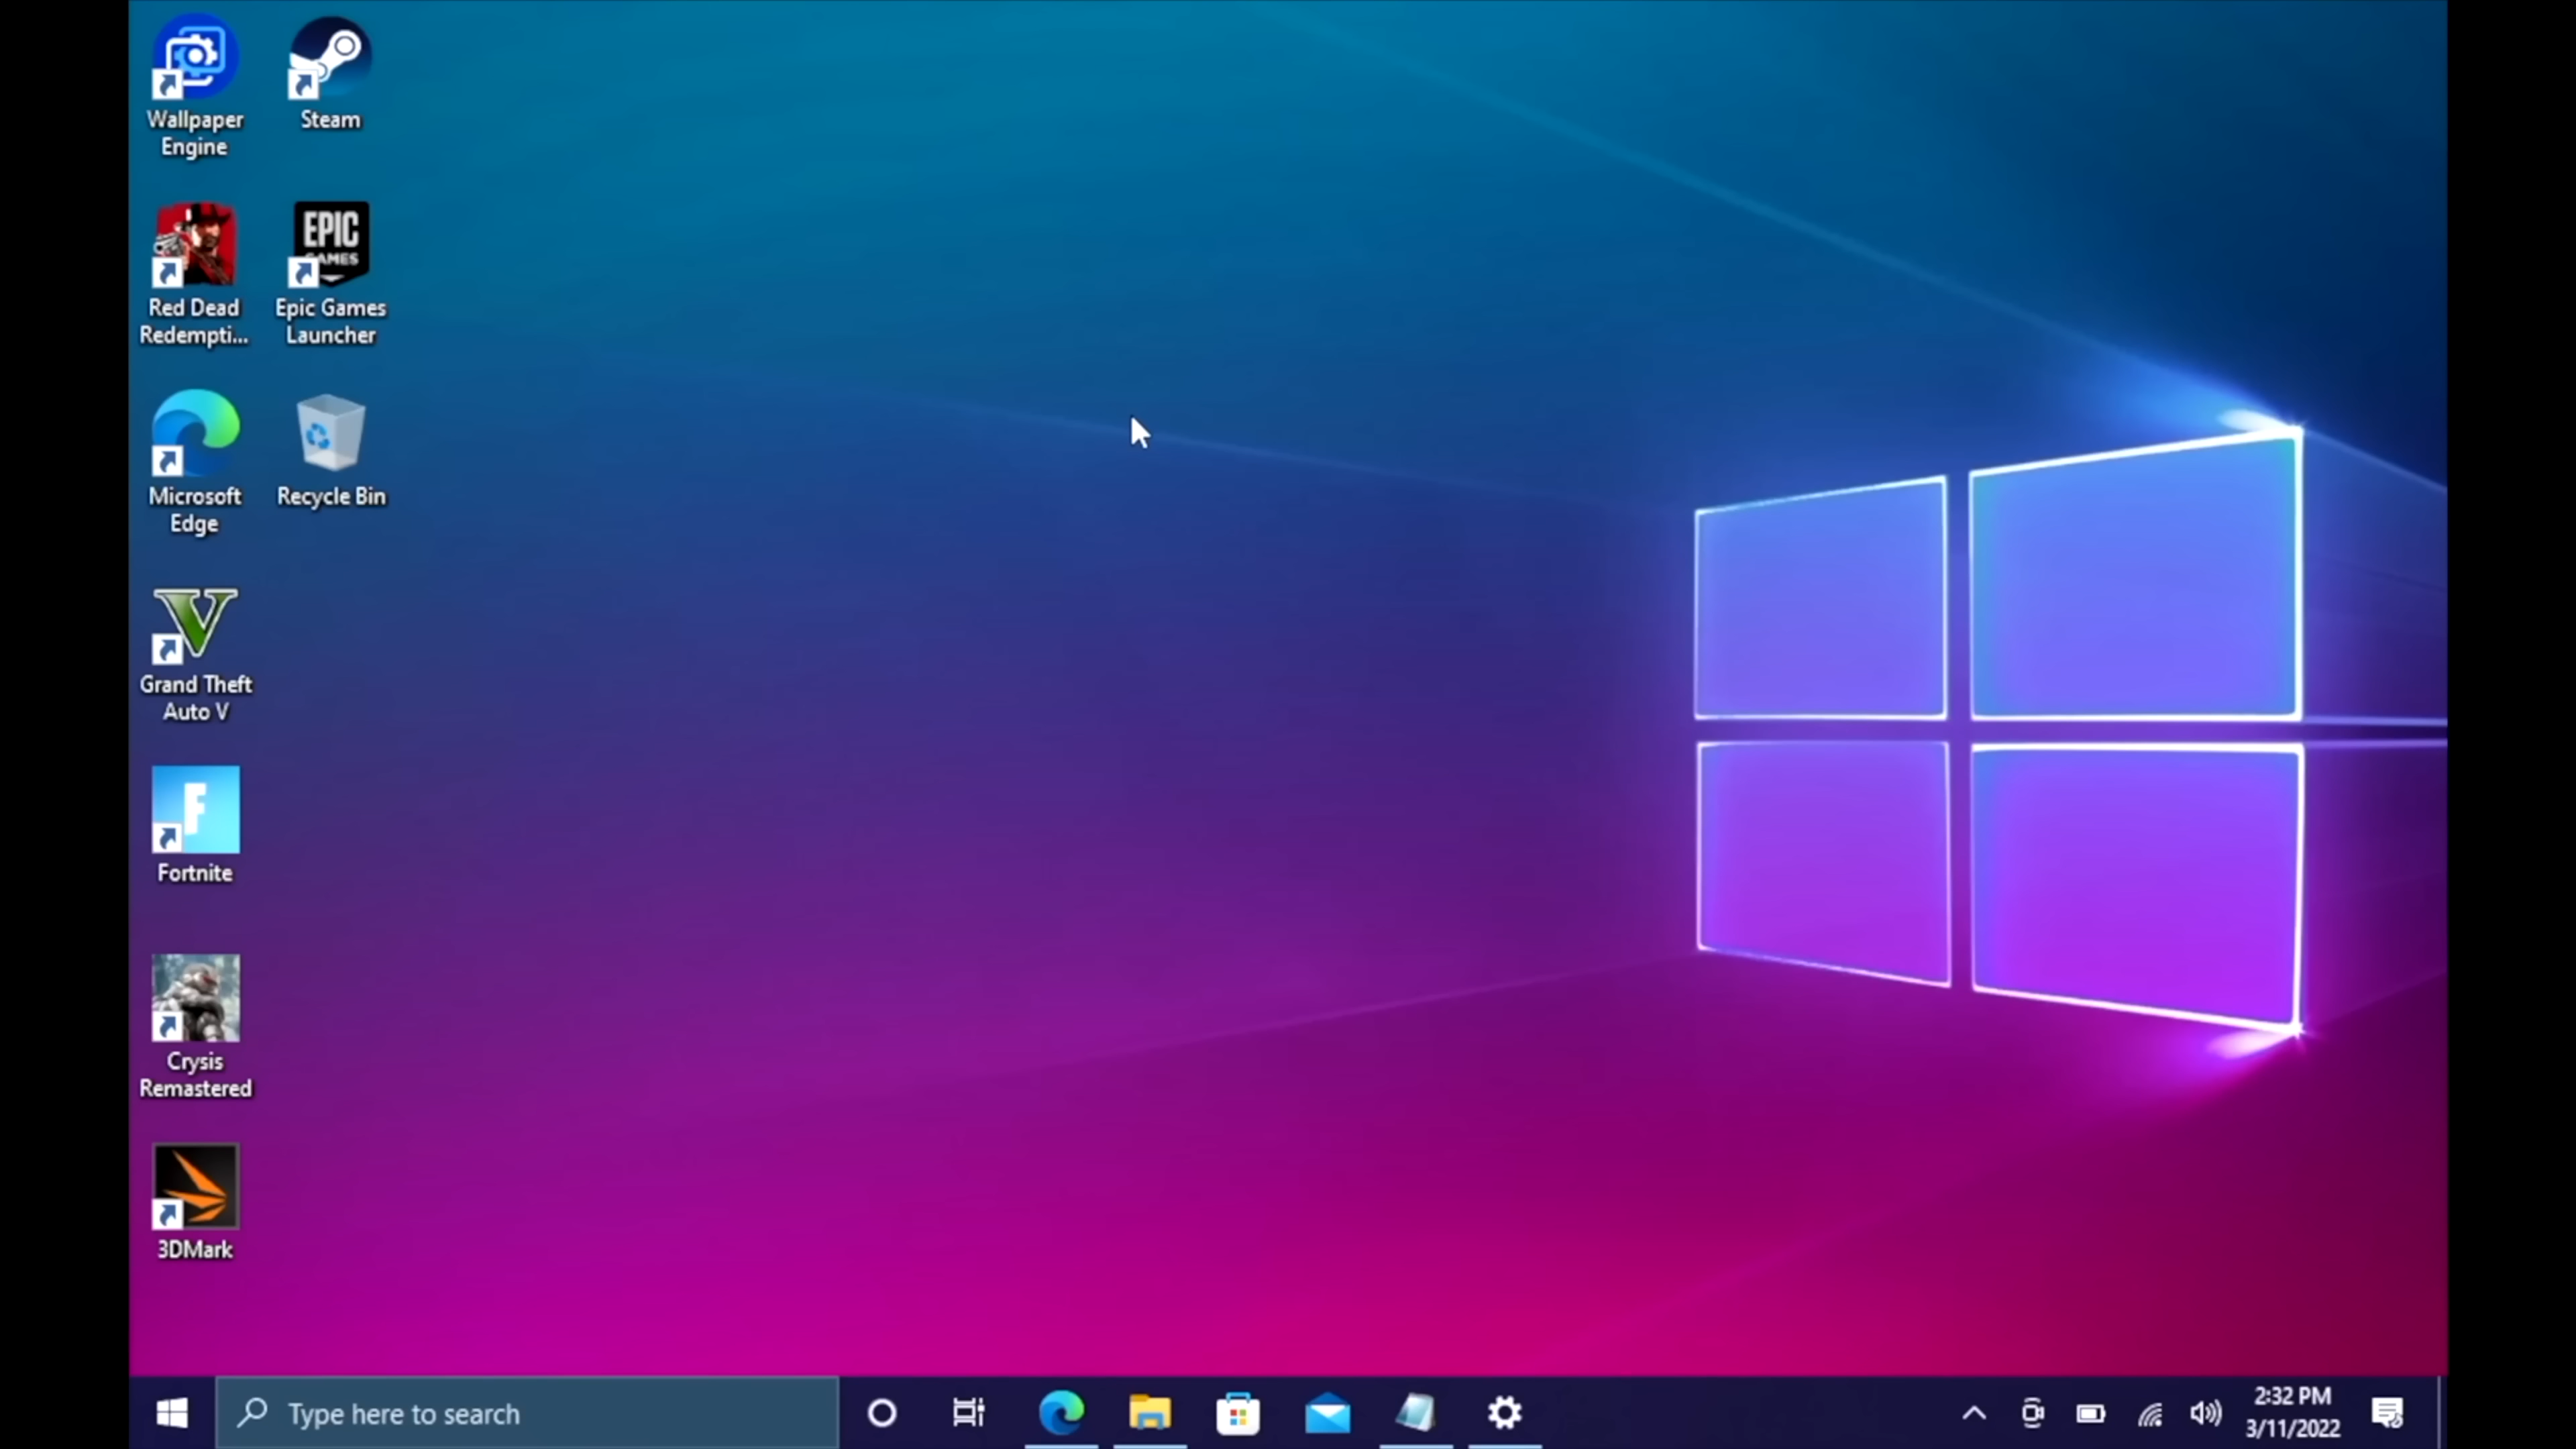 Wallpaper
Engine
Steam
Red Dead
Redempti...
EPIC
GAMES
Epic Games
Launcher
Microsoft
Edge
Recycle Bin
V
Grand Theft
Auto V
F
Fortnite
Crysis
Remastered
3DMark
Type here to search
2:32 PM
3/11/2022